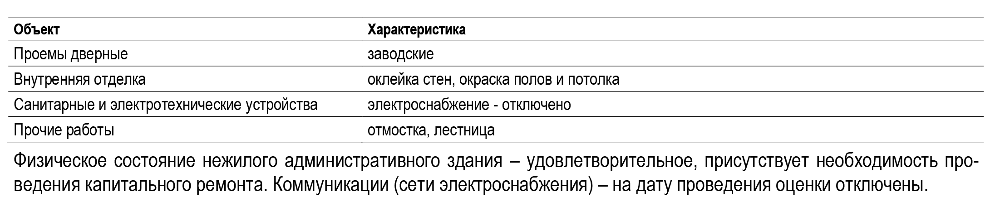 Объект Характеристика
Проемы дверные заводские
Внутренняя отделка оклейка стен, окраска полов и потолка
Санитарные и электротехнические устройства электроснабжение - отключено
Прочие работы отмостка, лестница
Физическое состояние нежилого административного здания – удовлетворительное, присутствует необходимость про-
ведения капитального ремонта. Коммуникации (сети электроснабжения) – на дату проведения оценки отключены.